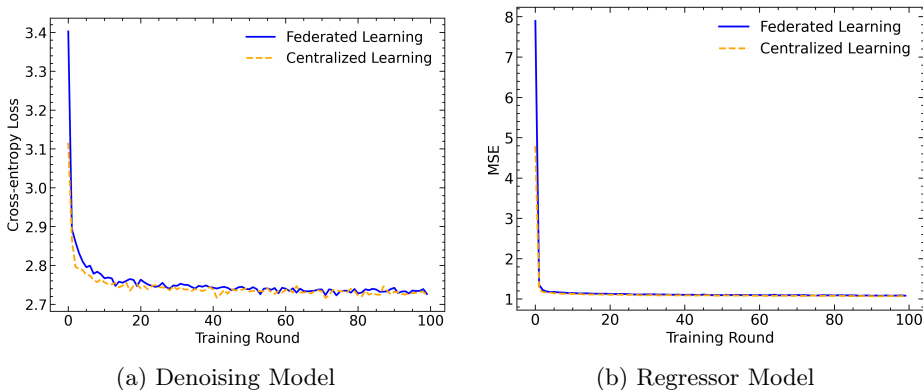 3.4
3.3
3.2
3.1
3.0
2.9
2.8
2.7
Cross-entropy Loss
Federated Learning
Centralized Learning
0 20 40 60 80 100
Training Round
(a) Denoising Model
8
7
6
5
4
3
2
1
MSE
Federated Learning
Centralized Learning
0 20 40 60 80 100
Training Round
(b) Regressor Model